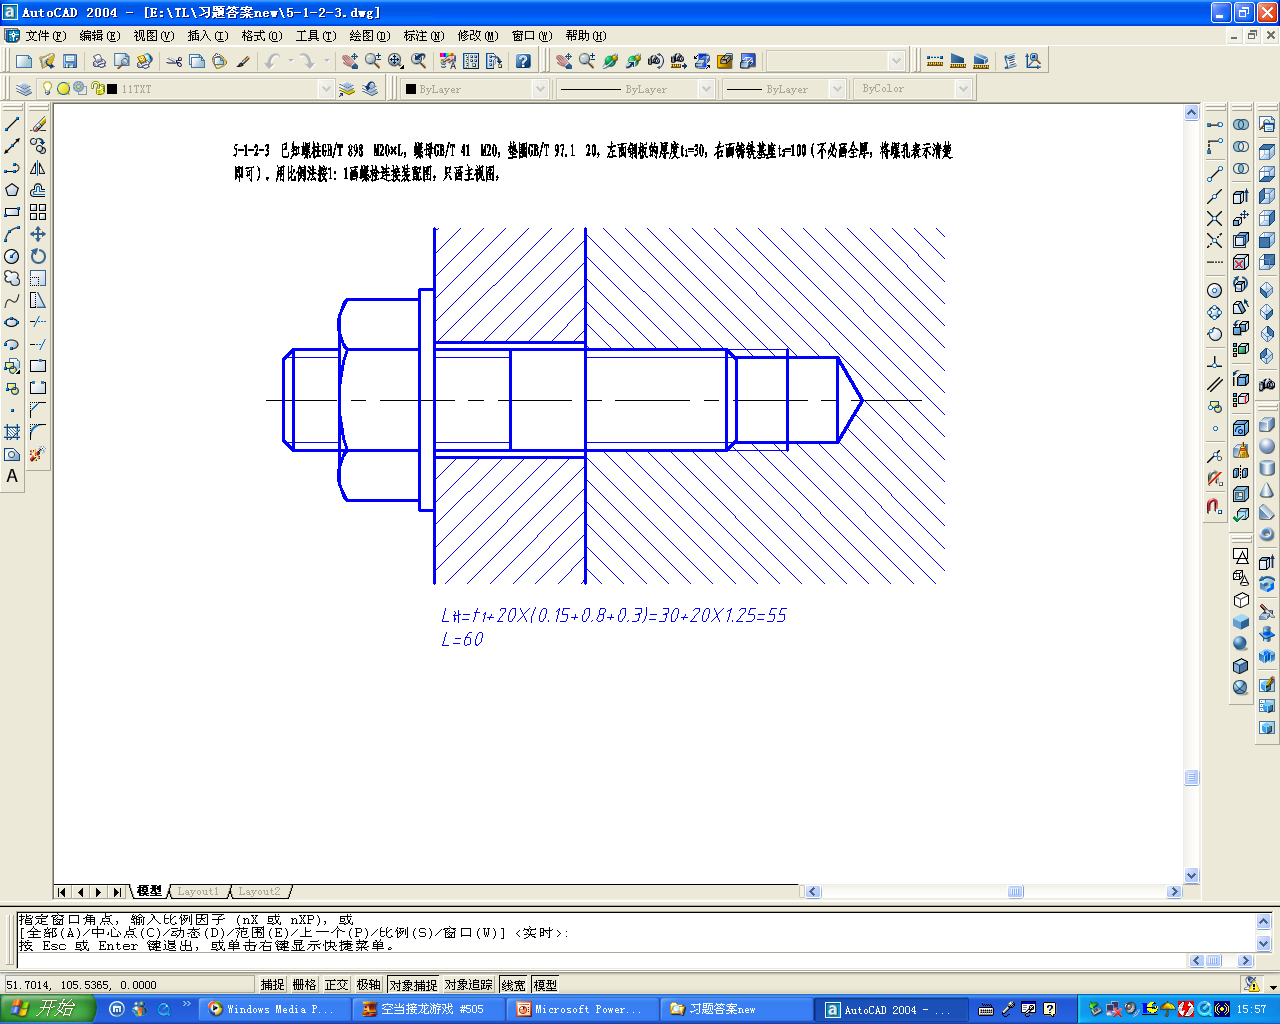 AutoCAD 2004 - [E:\TL\习题答案new\5-1-2-3.dwg]
文件(F) 编辑(E) 视图(V) 插入(I) 格式(O) 工具(T) 绘图(D) 标注(N) 修改(M) 窗口(W) 帮助(H)
11TXT ByLayer ByLayer ByLayer ByColor
5-1-2-3 已知螺柱GB/T 898 M20×L, 螺母GB/T 41 M20, 垫圈GB/T 97.1 20, 左面钢板的厚度t₁=30, 右面铸铁基座t₂=100(不必画全厚, 将螺孔表示清楚
即可). 用比例法按1:1画螺柱连接装配图, 只画主视图.
L计=t₁+20X(0.15+0.8+0.3)=30+20X1.25=55
L=60
A
模型 Layout1 Layout2
指定窗口角点, 输入比例因子 (nX 或 nXP), 或
[全部(A)/中心点(C)/动态(D)/范围(E)/上一个(P)/比例(S)/窗口(W)] <实时>:
按 Esc 或 Enter 键退出, 或单击右键显示快捷菜单。
51.7014, 105.5365, 0.0000 捕捉 栅格 正交 极轴 对象捕捉 对象追踪 线宽 模型
开始 Windows Media P... 空当接龙游戏 #505 Microsoft Power... 习题答案new AutoCAD 2004 - ... 15:57